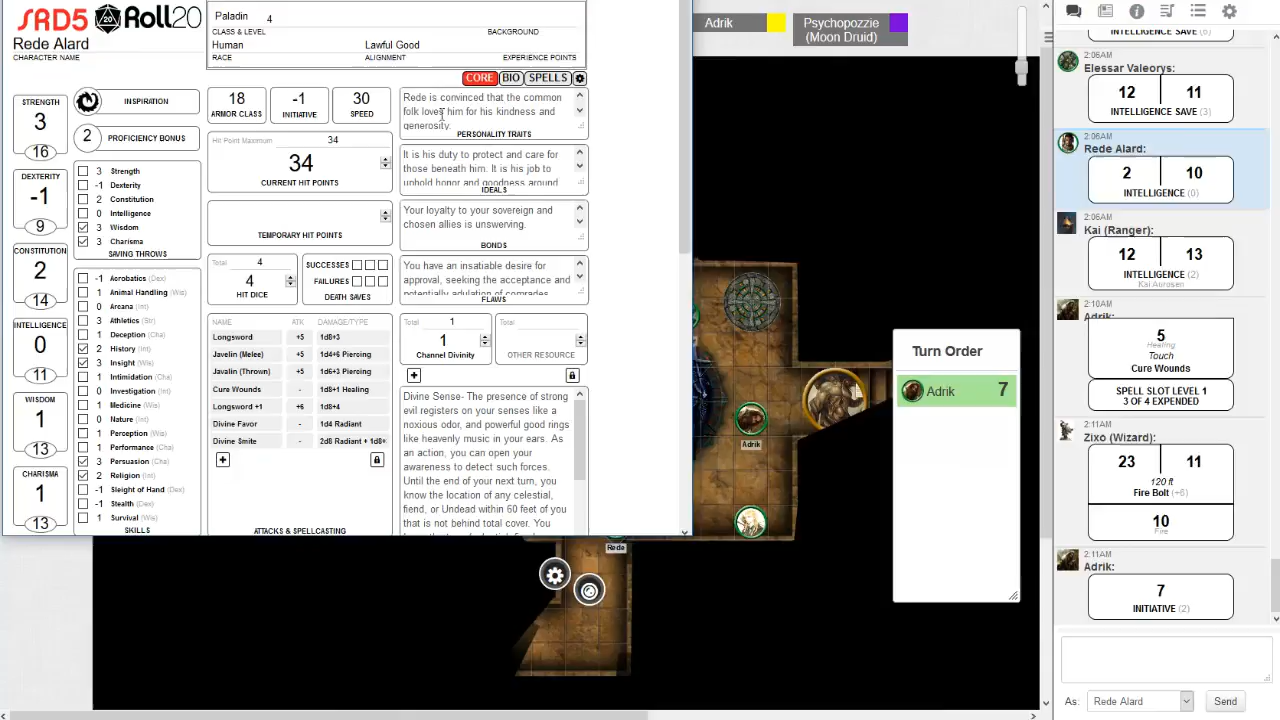 SRD5 Roll20
Rede Alard
CHARACTER NAME
Paladin 4
CLASS & LEVEL
BACKGROUND
Human
Lawful Good
RACE
ALIGNMENT
EXPERIENCE POINTS
CORE BIO SPELLS
STRENGTH
3
16
DEXTERITY
-1
9
CONSTITUTION
2
14
INTELLIGENCE
0
11
WISDOM
1
13
CHARISMA
1
13
INSPIRATION
2 PROFICIENCY BONUS
3 Strength
-1 Dexterity
2 Constitution
0 Intelligence
3 Wisdom
3 Charisma
SAVING THROWS
-1 Acrobatics (Dex)
1 Animal Handling (Wis)
0 Arcana (Int)
3 Athletics (Str)
1 Deception (Cha)
2 History (Int)
3 Insight (Wis)
1 Intimidation (Cha)
0 Investigation (Int)
1 Medicine (Wis)
0 Nature (Int)
1 Perception (Wis)
1 Performance (Cha)
3 Persuasion (Cha)
2 Religion (Int)
-1 Sleight of Hand (Dex)
-1 Stealth (Dex)
1 Survival (Wis)
SKILLS
18
ARMOR CLASS
-1
INITIATIVE
30
SPEED
Hit Point Maximum 34
34
CURRENT HIT POINTS
TEMPORARY HIT POINTS
Total 4
4
HIT DICE
SUCCESSES
FAILURES
DEATH SAVES
NAME ATK DAMAGE/TYPE
Longsword +5 1d8+3
Javelin (Melee) +5 1d4+6 Piercing
Javelin (Thrown) +5 1d6+3 Piercing
Cure Wounds - 1d8+1 Healing
Longsword +1 +6 1d8+4
Divine Favor - 1d4 Radiant
Divine Smite - 2d8 Radiant + 1d8+
ATTACKS & SPELLCASTING
Rede is convinced that the common
folk loves him for his kindness and
generosity.
PERSONALITY TRAITS
It is his duty to protect and care for
those beneath him. It is his job to
uphold honor and goodness around
IDEALS
Your loyalty to your sovereign and
chosen allies is unswerving.
BONDS
You have an insatiable desire for
approval, seeking the acceptance and
potentially adulation of comrades
FLAWS
Total 1
1
Channel Divinity
Total
OTHER RESOURCE
Divine Sense- The presence of strong
evil registers on your senses like a
noxious odor, and powerful good rings
like heavenly music in your ears. As
an action, you can open your
awareness to detect such forces.
Until the end of your next turn, you
know the location of any celestial,
fiend, or Undead within 60 feet of you
that is not behind total cover. You
Adrik
Psychopozzie
(Moon Druid)
Adrik
Rede
Turn Order
Adrik 7
INTELLIGENCE SAVE (6)
2:06AM
Elessar Valeorys:
12 11
INTELLIGENCE SAVE (3)
2:06AM
Rede Alard:
2 10
INTELLIGENCE (0)
2:06AM
Kai (Ranger):
12 13
INTELLIGENCE (2)
Kai Aurosen
2:10AM
Adrik:
5
Healing
Touch
Cure Wounds
SPELL SLOT LEVEL 1
3 OF 4 EXPENDED
2:11AM
Zixo (Wizard):
23 11
120 ft
Fire Bolt (+6)
10
Fire
2:11AM
Adrik:
7
INITIATIVE (2)
As: Rede Alard Send